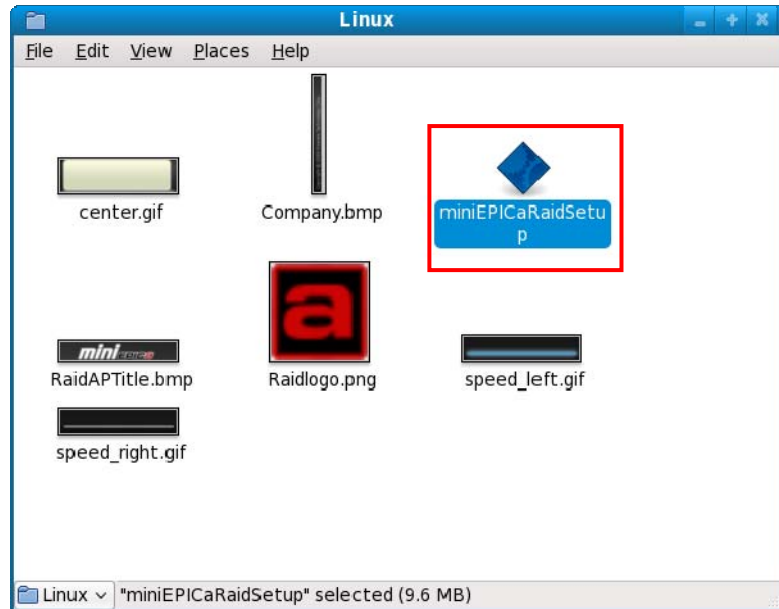 Linux
File Edit View Places Help
center.gif Company.bmp miniEPICaRaidSetu
p
a
mini EPICa
RaidAPTitle.bmp Raidlogo.png speed_left.gif
speed_right.gif
Linux "miniEPICaRaidSetup" selected (9.6 MB)